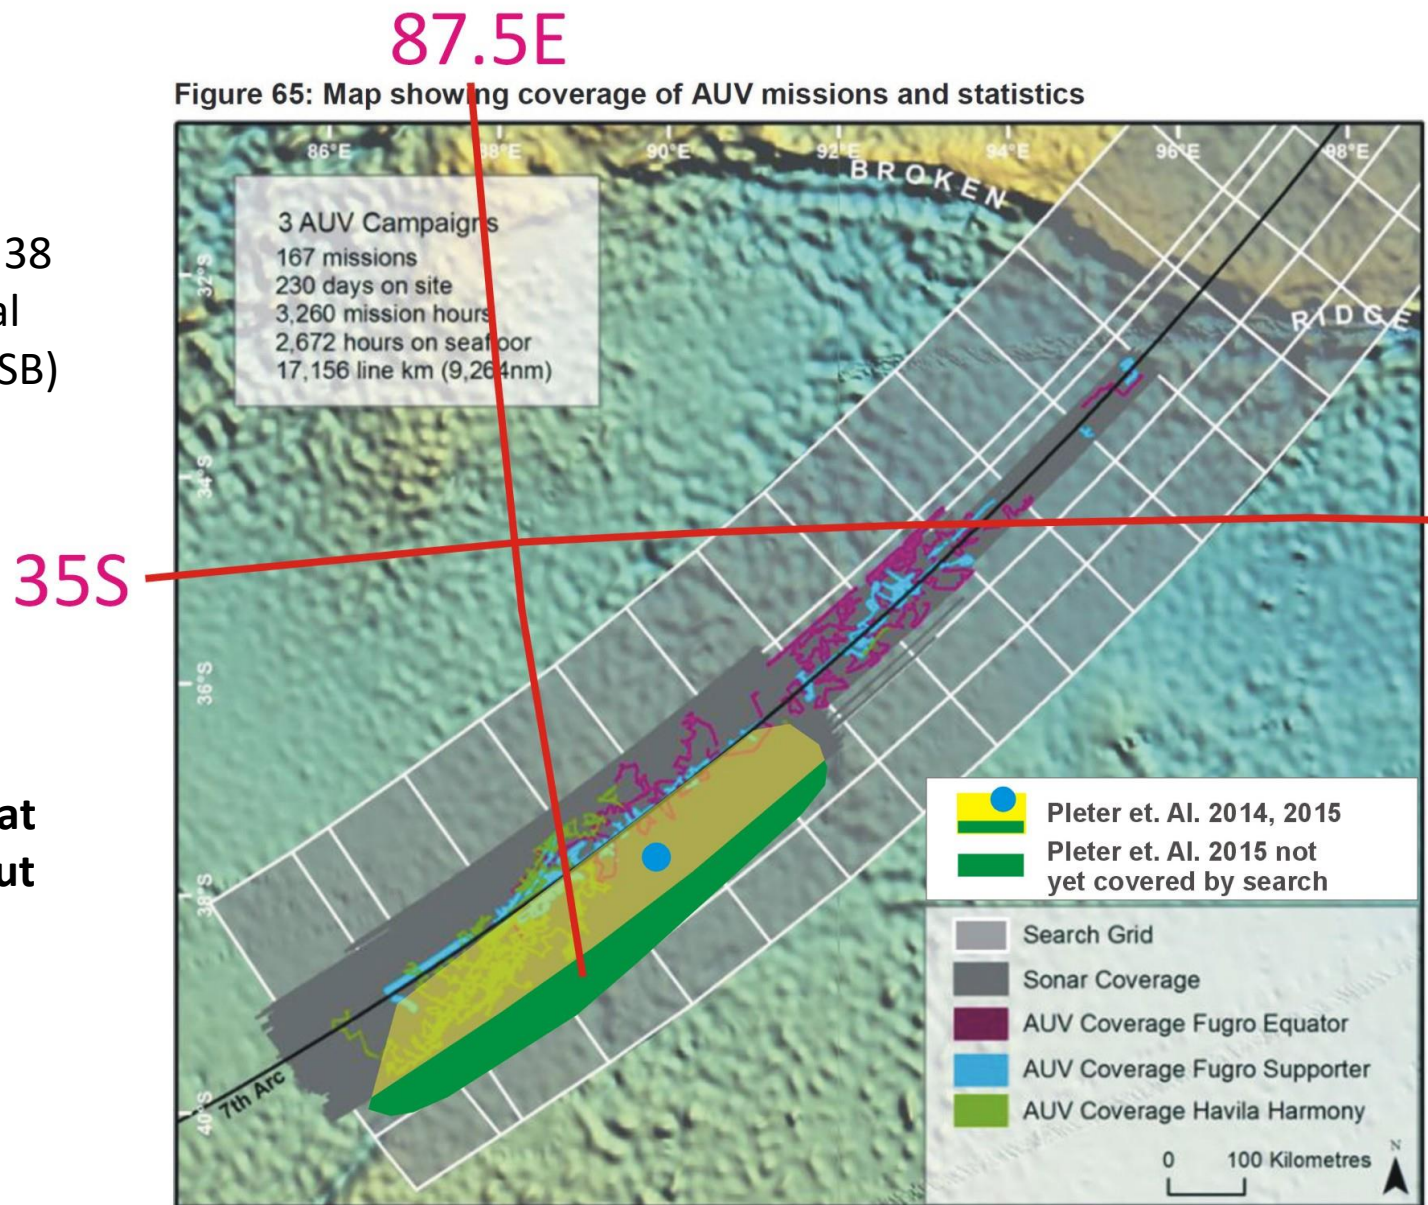 87.5E
Figure 65: Map showing coverage of AUV missions and statistics
86°E 88°E 90°E 92°E 94°E 96°E 98°E
BROKEN
RIDGE
3 AUV Campaigns
167 missions
230 days on site
3,260 mission hours
2,672 hours on seafloor
17,156 line km (9,264nm)
38
al
SB)
32°S
34°S
35S
36°S
at
ut
38°S
40°S
7th Arc
Pleter et. Al. 2014, 2015
Pleter et. Al. 2015 not
yet covered by search
Search Grid
Sonar Coverage
AUV Coverage Fugro Equator
AUV Coverage Fugro Supporter
AUV Coverage Havila Harmony
0 100 Kilometres
N